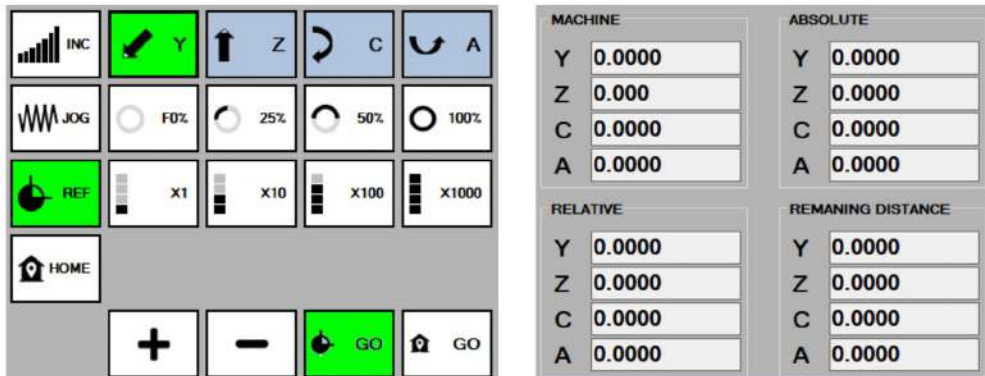 INC Y Z C A
JOG F0% 25% 50% 100%
REF X1 X10 X100 X1000
HOME
GO GO
MACHINE
Y 0.0000
Z 0.000
C 0.0000
A 0.0000
ABSOLUTE
Y 0.0000
Z 0.0000
C 0.0000
A 0.0000
RELATIVE
Y 0.0000
Z 0.0000
C 0.0000
A 0.0000
REMANING DISTANCE
Y 0.0000
Z 0.0000
C 0.0000
A 0.0000